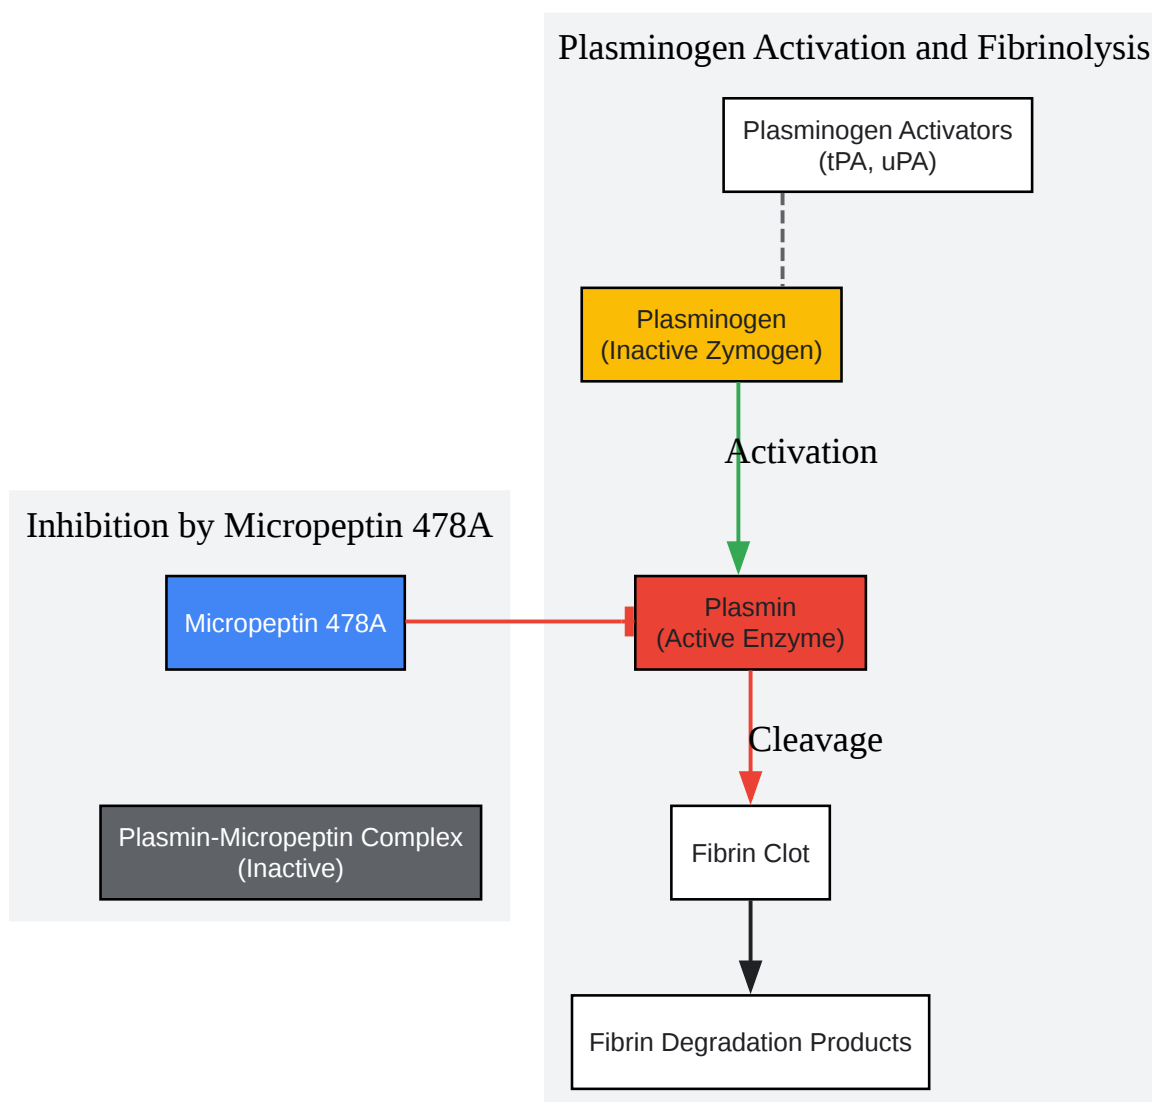 Plasminogen Activation and Fibrinolysis
Plasminogen Activators
(tPA, uPA)
Plasminogen
(Inactive Zymogen)
Activation
Inhibition by Micropeptin 478A
Micropeptin 478A
Plasmin
(Active Enzyme)
Cleavage
Plasmin-Micropeptin Complex
(Inactive)
Fibrin Clot
Fibrin Degradation Products